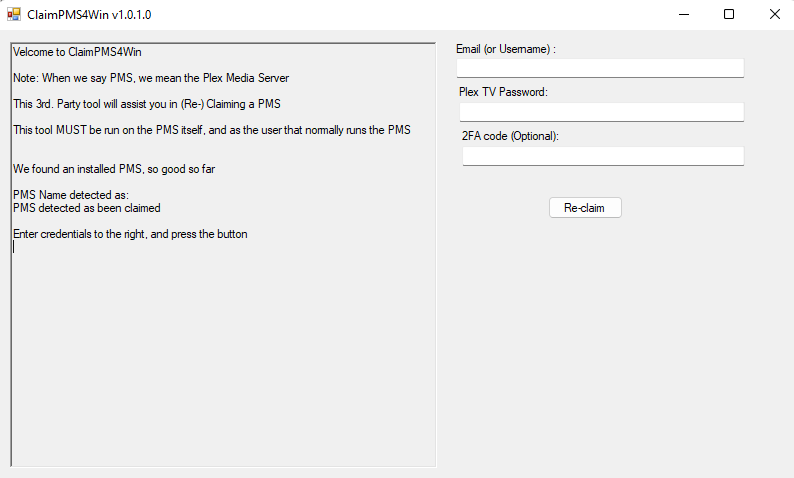 ClaimPMS4Win v1.0.1.0
Velcome to ClaimPMS4Win
Note: When we say PMS, we mean the Plex Media Server
This 3rd. Party tool will assist you in (Re-) Claiming a PMS
This tool MUST be run on the PMS itself, and as the user that normally runs the PMS
We found an installed PMS, so good so far
PMS Name detected as:
PMS detected as been claimed
Enter credentials to the right, and press the button
Email (or Username) :
Plex TV Password:
2FA code (Optional):
Re-claim